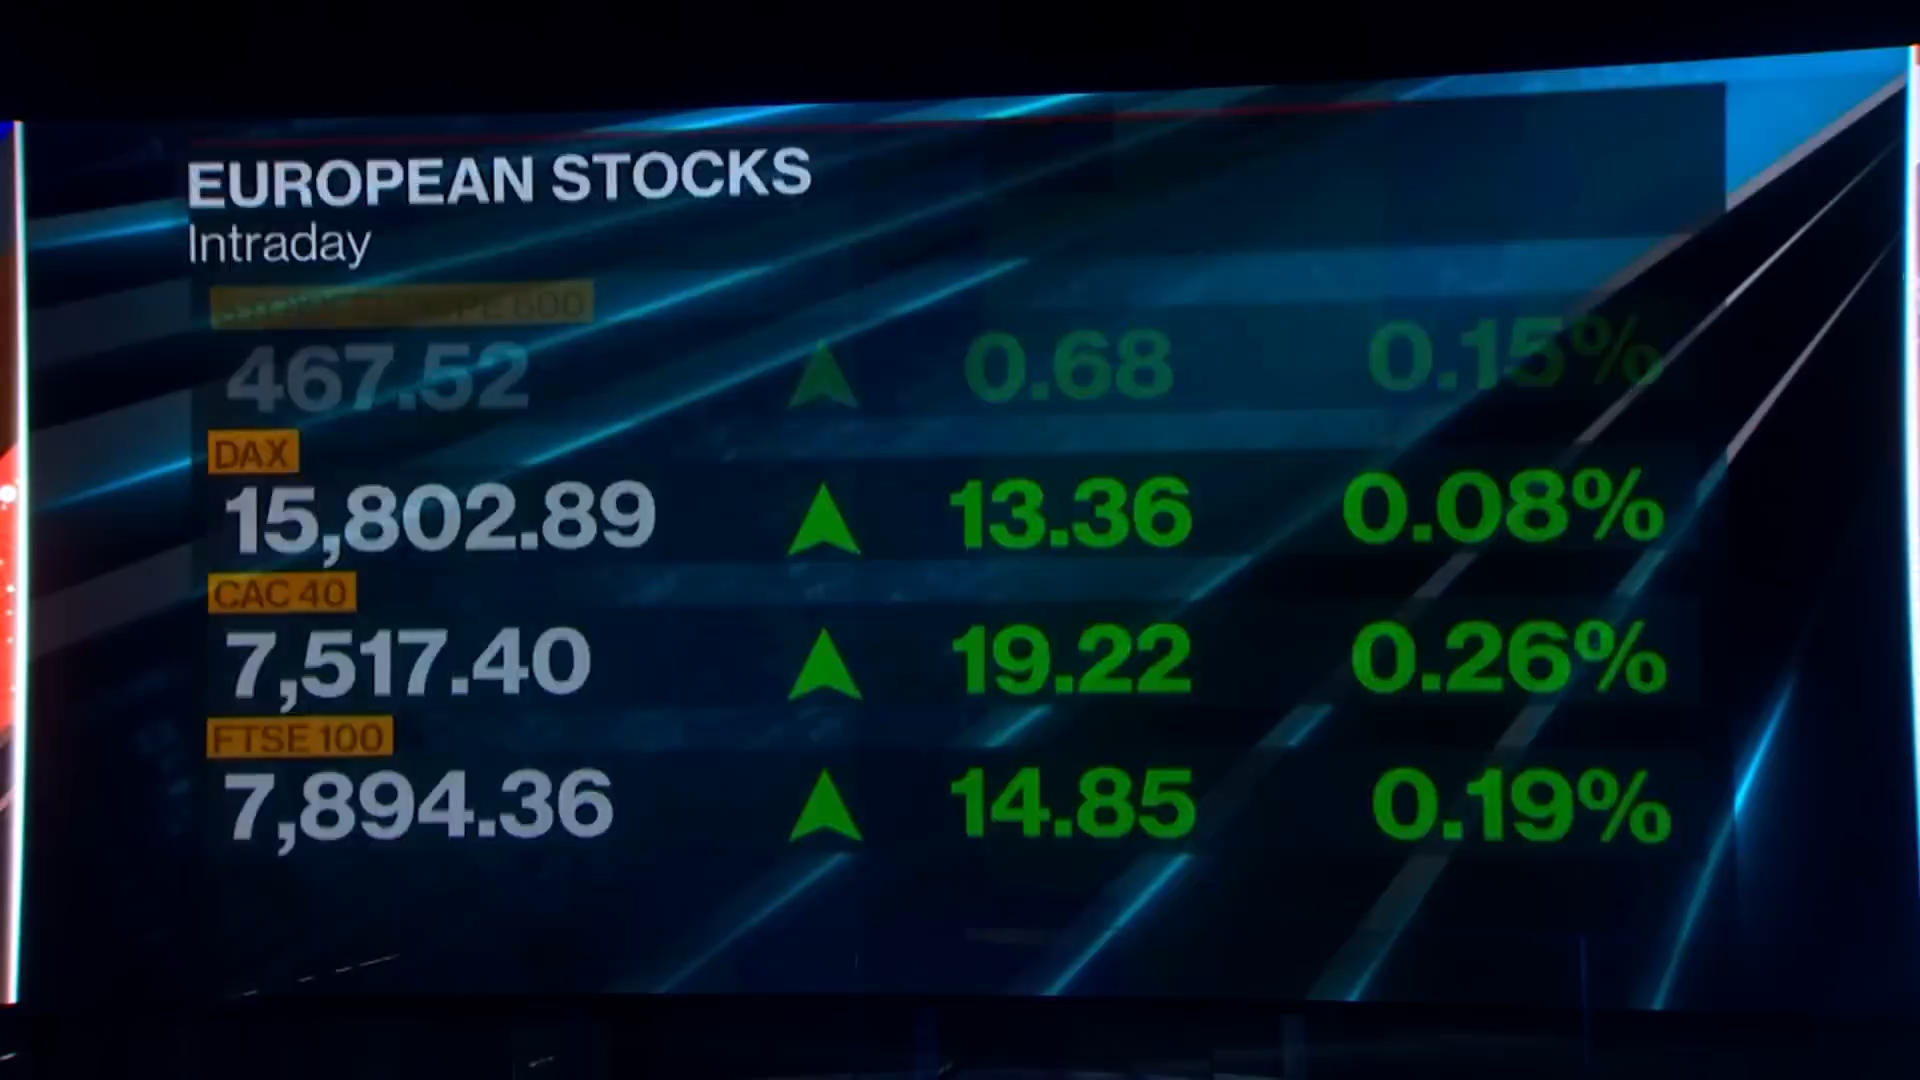 EUROPEAN STOCKS
Intraday
600
467.52 0.68 0.15%
DAX
15,802.89 13.36 0.08%
CAC 40
7,517.40 19.22 0.26%
FTSE 100
7,894.36 14.85 0.19%